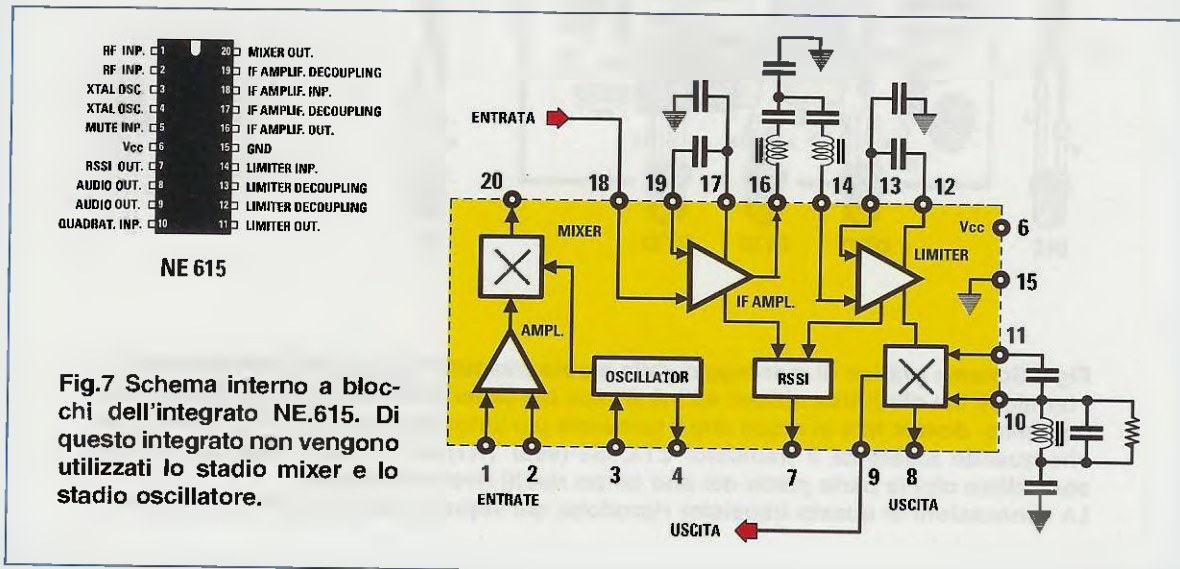 RF INP. 1 20 MIXER OUT.
RF INP. 2 19 IF AMPLIF. DECOUPLING
XTAL OSC. 3 18 IF AMPLIF. INP.
XTAL OSC. 4 17 IF AMPLIF. DECOUPLING
MUTE INP. 5 16 IF AMPLIF. OUT.
Vcc 6 15 GND
RSSI OUT. 7 14 LIMITER INP.
AUDIO OUT. 8 13 LIMITER DECOUPLING
AUDIO OUT. 9 12 LIMITER DECOUPLING
QUADRAT. INP. 10 11 LIMITER OUT.
NE 615
Fig.7 Schema interno a bloc-
chi dell'integrato NE.615. Di
questo integrato non vengono
utilizzati lo stadio mixer e lo
stadio oscillatore.
ENTRATA
20 18 19 17 16 14 13 12
MIXER
Vcc 6
LIMITER
15
IF AMPL.
AMPL.
11
OSCILLATOR
RSSI
10
1 2 3 4 7 9 8
ENTRATE
USCITA
USCITA